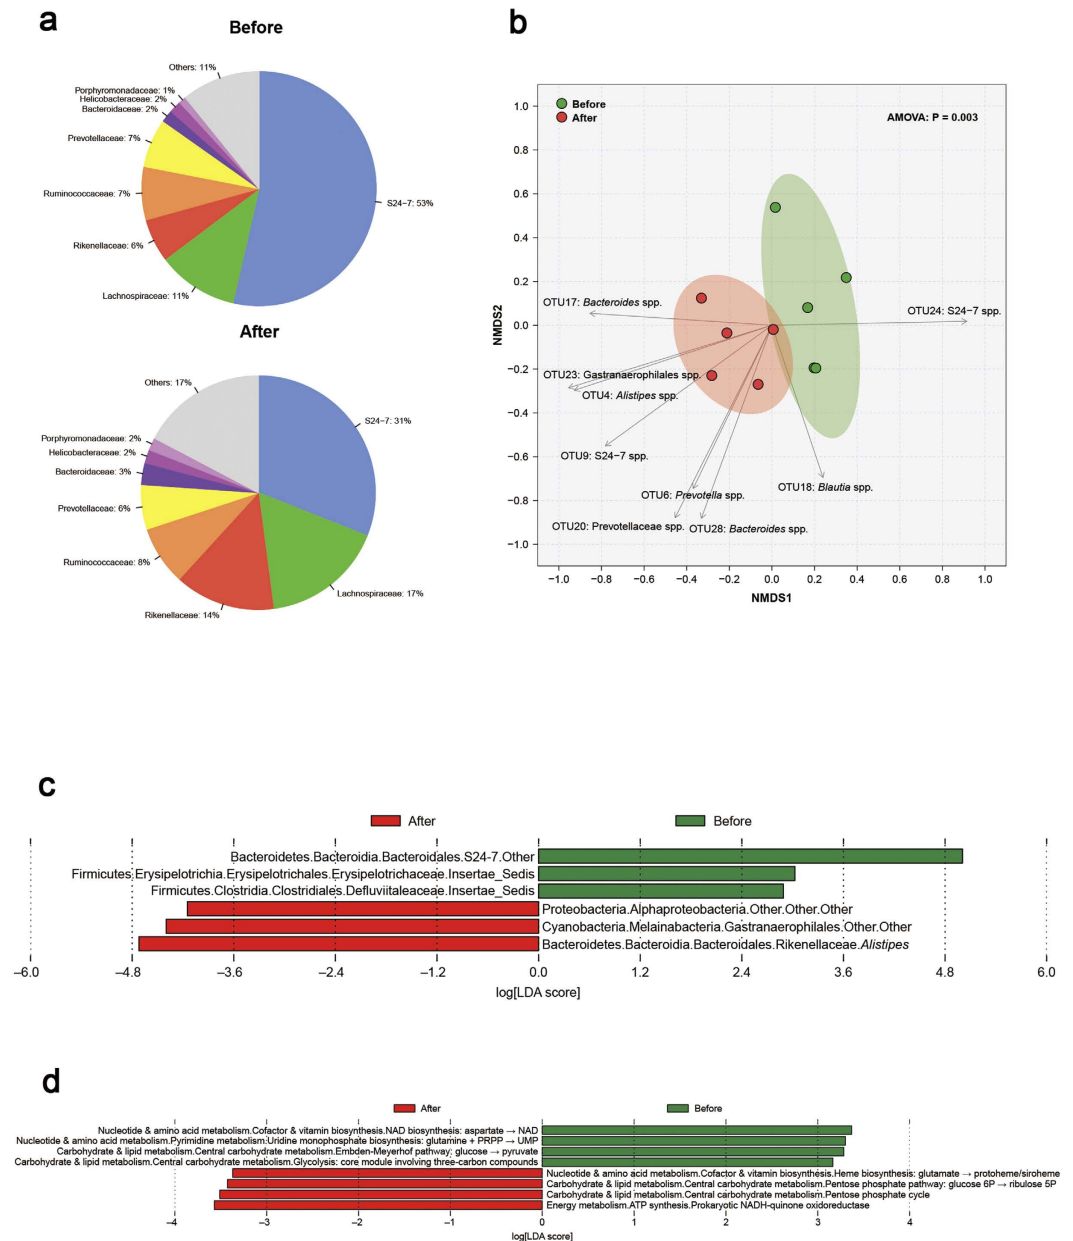 a
Before
Others: 11%
Porphyromonadaceae: 1%
Helicobacteraceae: 2%
Bacteroidaceae: 2%
Prevotellaceae: 7%
Ruminococcaceae: 7%
Rikenellaceae: 6%
Lachnospiraceae: 11%
S24-7: 53%
After
Others: 17%
Porphyromonadaceae: 2%
Helicobacteraceae: 2%
Bacteroidaceae: 3%
Prevotellaceae: 6%
Ruminococcaceae: 8%
Rikenellaceae: 14%
Lachnospiraceae: 17%
S24-7: 31%
b
Before
After
AMOVA: P = 0.003
NMDS2
1.0
0.8
0.6
0.4
0.2
0.0
−0.2
−0.4
−0.6
−0.8
−1.0
OTU17: Bacteroides spp.
OTU24: S24-7 spp.
OTU23: Gastranaerophilales spp.
OTU4: Alistipes spp.
OTU9: S24-7 spp.
OTU6: Prevotella spp.
OTU18: Blautia spp.
OTU20: Prevotellaceae spp.
OTU28: Bacteroides spp.
−1.0 −0.8 −0.6 −0.4 −0.2 0.0 0.2 0.4 0.6 0.8 1.0
NMDS1
c
After Before
Bacteroidetes.Bacteroidia.Bacteroidales.S24-7.Other
Firmicutes.Erysipelotrichia.Erysipelotrichales.Erysipelotrichaceae.Insertae_Sedis
Firmicutes.Clostridia.Clostridiales.Defluviitaleaceae.Insertae_Sedis
Proteobacteria.Alphaproteobacteria.Other.Other.Other
Cyanobacteria.Melainabacteria.Gastranaerophilales.Other.Other
Bacteroidetes.Bacteroidia.Bacteroidales.Rikenellaceae.Alistipes
−6.0 −4.8 −3.6 −2.4 −1.2 0.0 1.2 2.4 3.6 4.8 6.0
log[LDA score]
d
After Before
Nucleotide & amino acid metabolism.Cofactor & vitamin biosynthesis.NAD biosynthesis: aspartate → NAD
Nucleotide & amino acid metabolism.Pyrimidine metabolism.Uridine monophosphate biosynthesis: glutamine + PRPP → UMP
Carbohydrate & lipid metabolism.Central carbohydrate metabolism.Embden-Meyerhof pathway: glucose → pyruvate
Carbohydrate & lipid metabolism.Central carbohydrate metabolism.Glycolysis: core module involving three-carbon compounds
Nucleotide & amino acid metabolism.Cofactor & vitamin biosynthesis.Heme biosynthesis: glutamate → protoheme/siroheme
Carbohydrate & lipid metabolism.Central carbohydrate metabolism.Pentose phosphate pathway: glucose 6P → ribulose 5P
Carbohydrate & lipid metabolism.Central carbohydrate metabolism.Pentose phosphate cycle
Energy metabolism.ATP synthesis.Prokaryotic NADH-quinone oxidoreductase
−4 −3 −2 −1 0 1 2 3 4
log[LDA score]